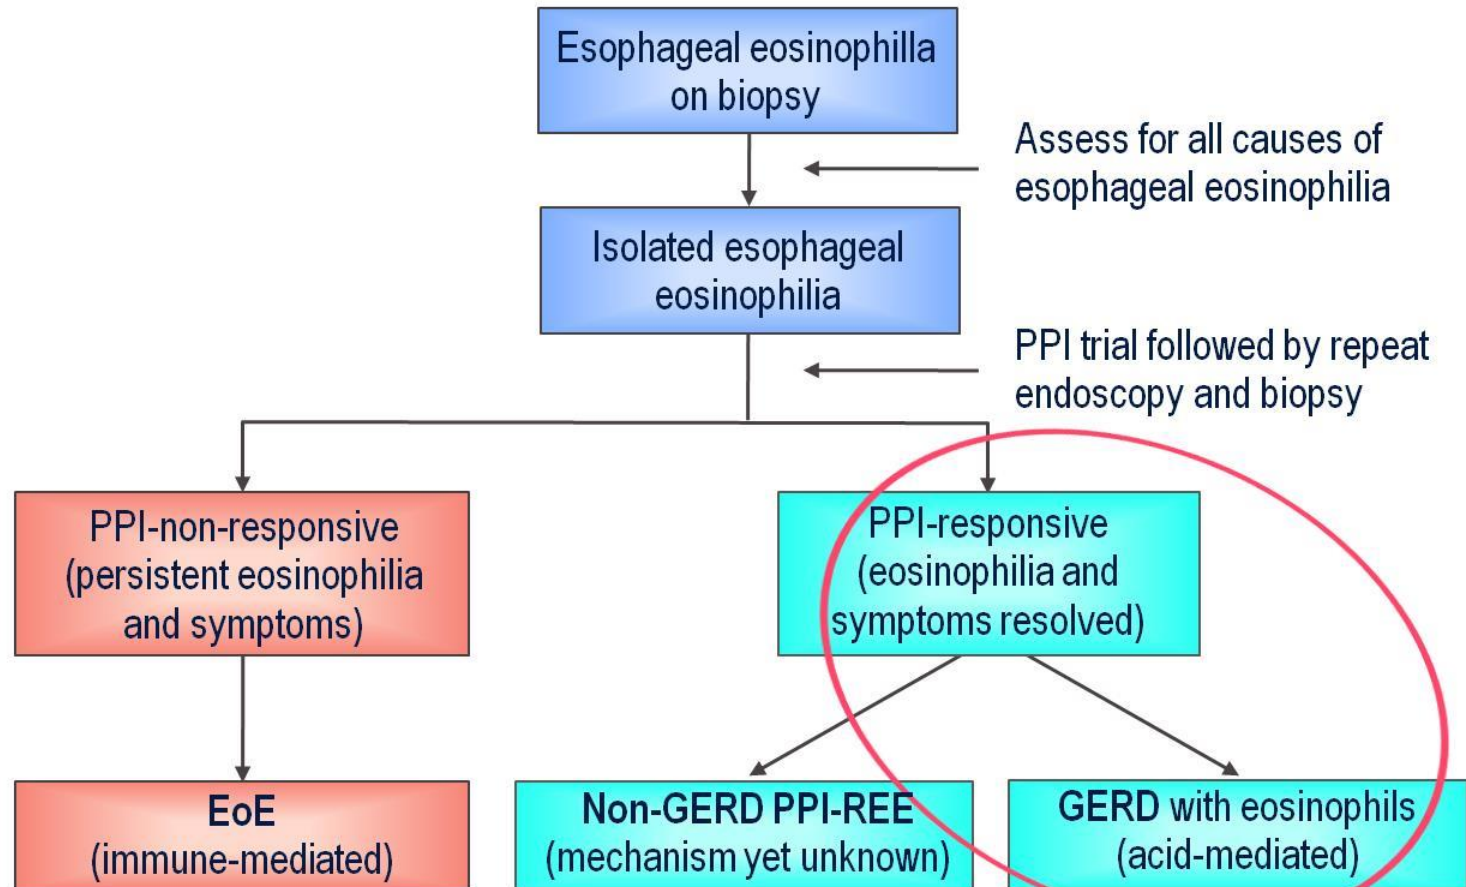 Esophageal eosinophilla
on biopsy
Assess for all causes of
esophageal eosinophilia
Isolated esophageal
eosinophilia
PPI trial followed by repeat
endoscopy and biopsy
PPI-non-responsive
(persistent eosinophilia
and symptoms)
PPI-responsive
(eosinophilia and
symptoms resolved)
EoE
(immune-mediated)
Non-GERD PPI-REE
(mechanism yet unknown)
GERD with eosinophils
(acid-mediated)